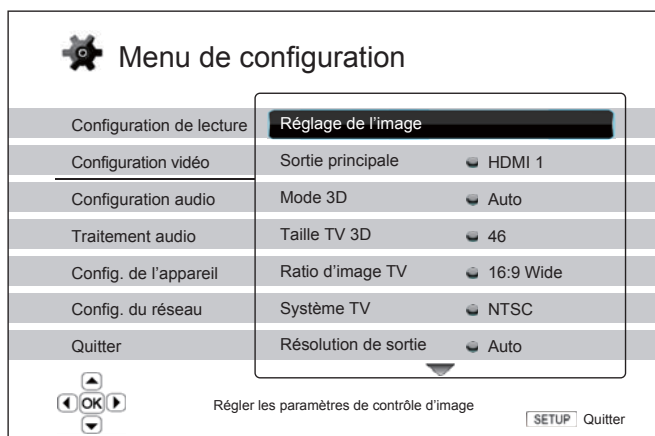 Menu de configuration
Configuration de lecture
Configuration vidéo
Configuration audio
Traitement audio
Config. de l'appareil
Config. du réseau
Quitter
Réglage de l'image
Sortie principale HDMI 1
Mode 3D Auto
Taille TV 3D 46
Ratio d'image TV 16:9 Wide
Système TV NTSC
Résolution de sortie Auto
OK
Régler les paramètres de contrôle d'image
SETUP Quitter